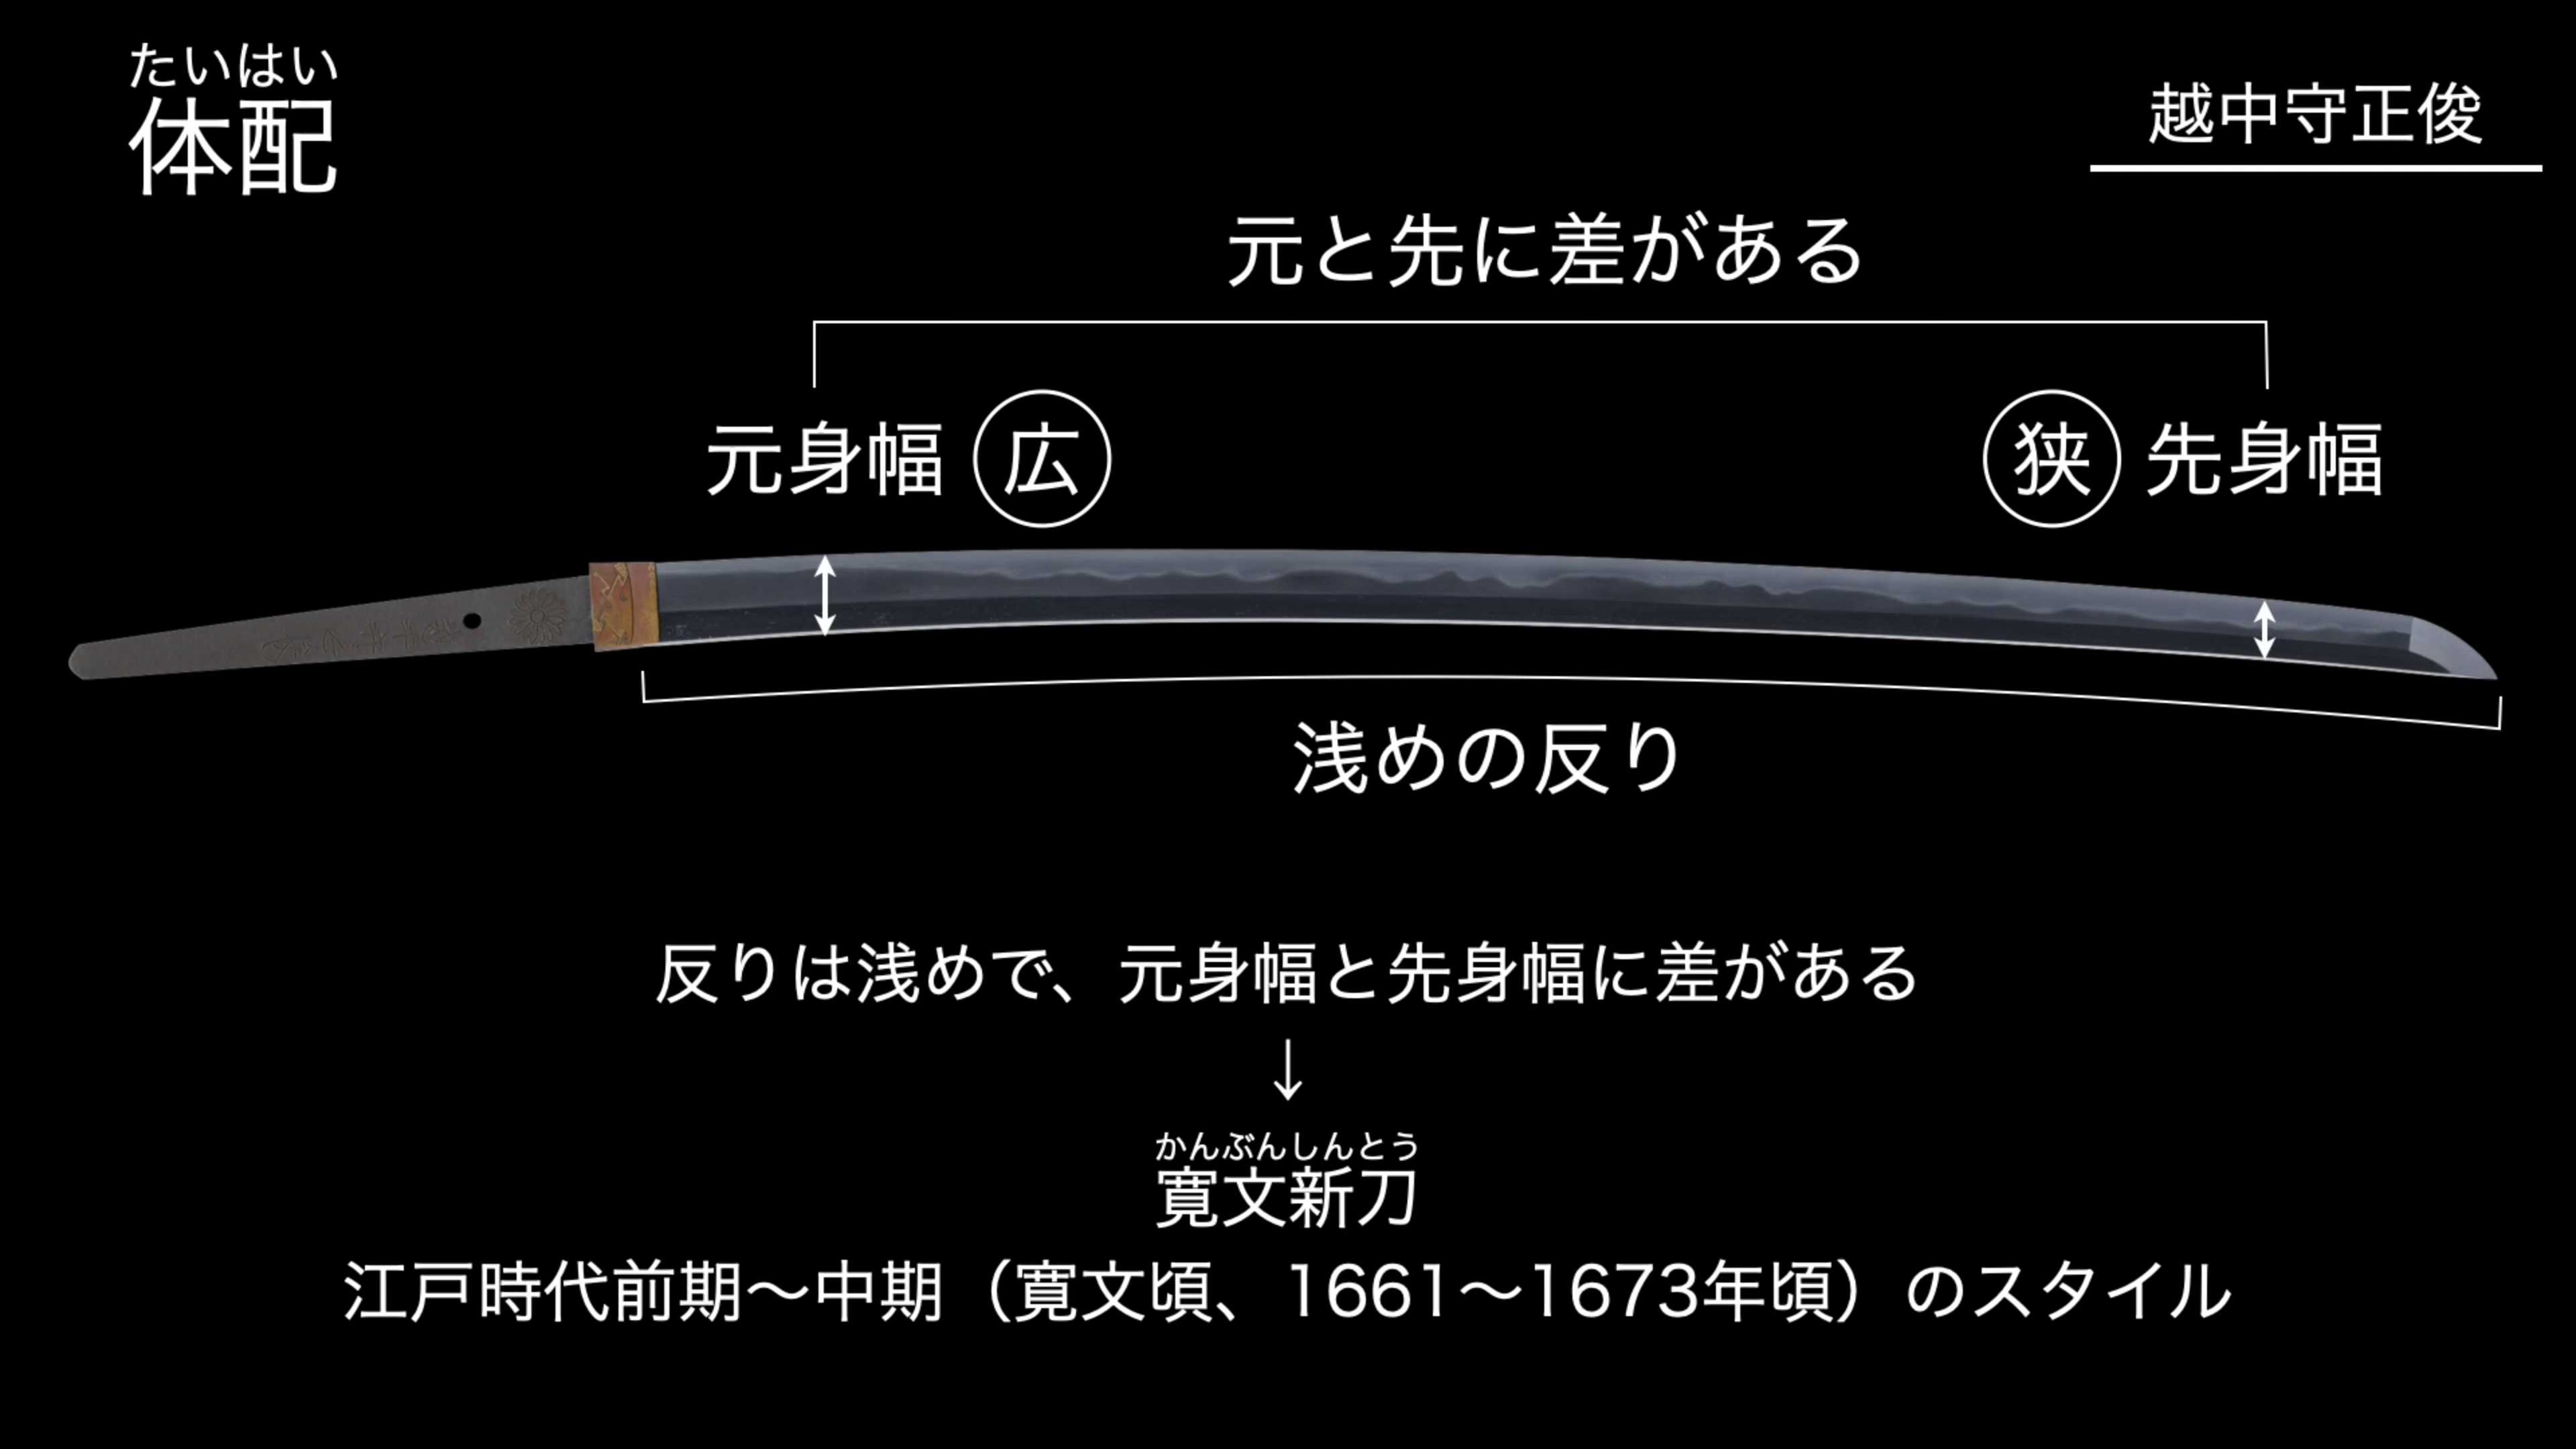 たいはい
体配
越中守正俊
元と先に差がある
元身幅 広
狭 先身幅
浅めの反り
反りは浅めで、元身幅と先身幅に差がある
↓
かんぶんしんとう
寛文新刀
江戸時代前期～中期（寛文頃、1661～1673年頃）のスタイル